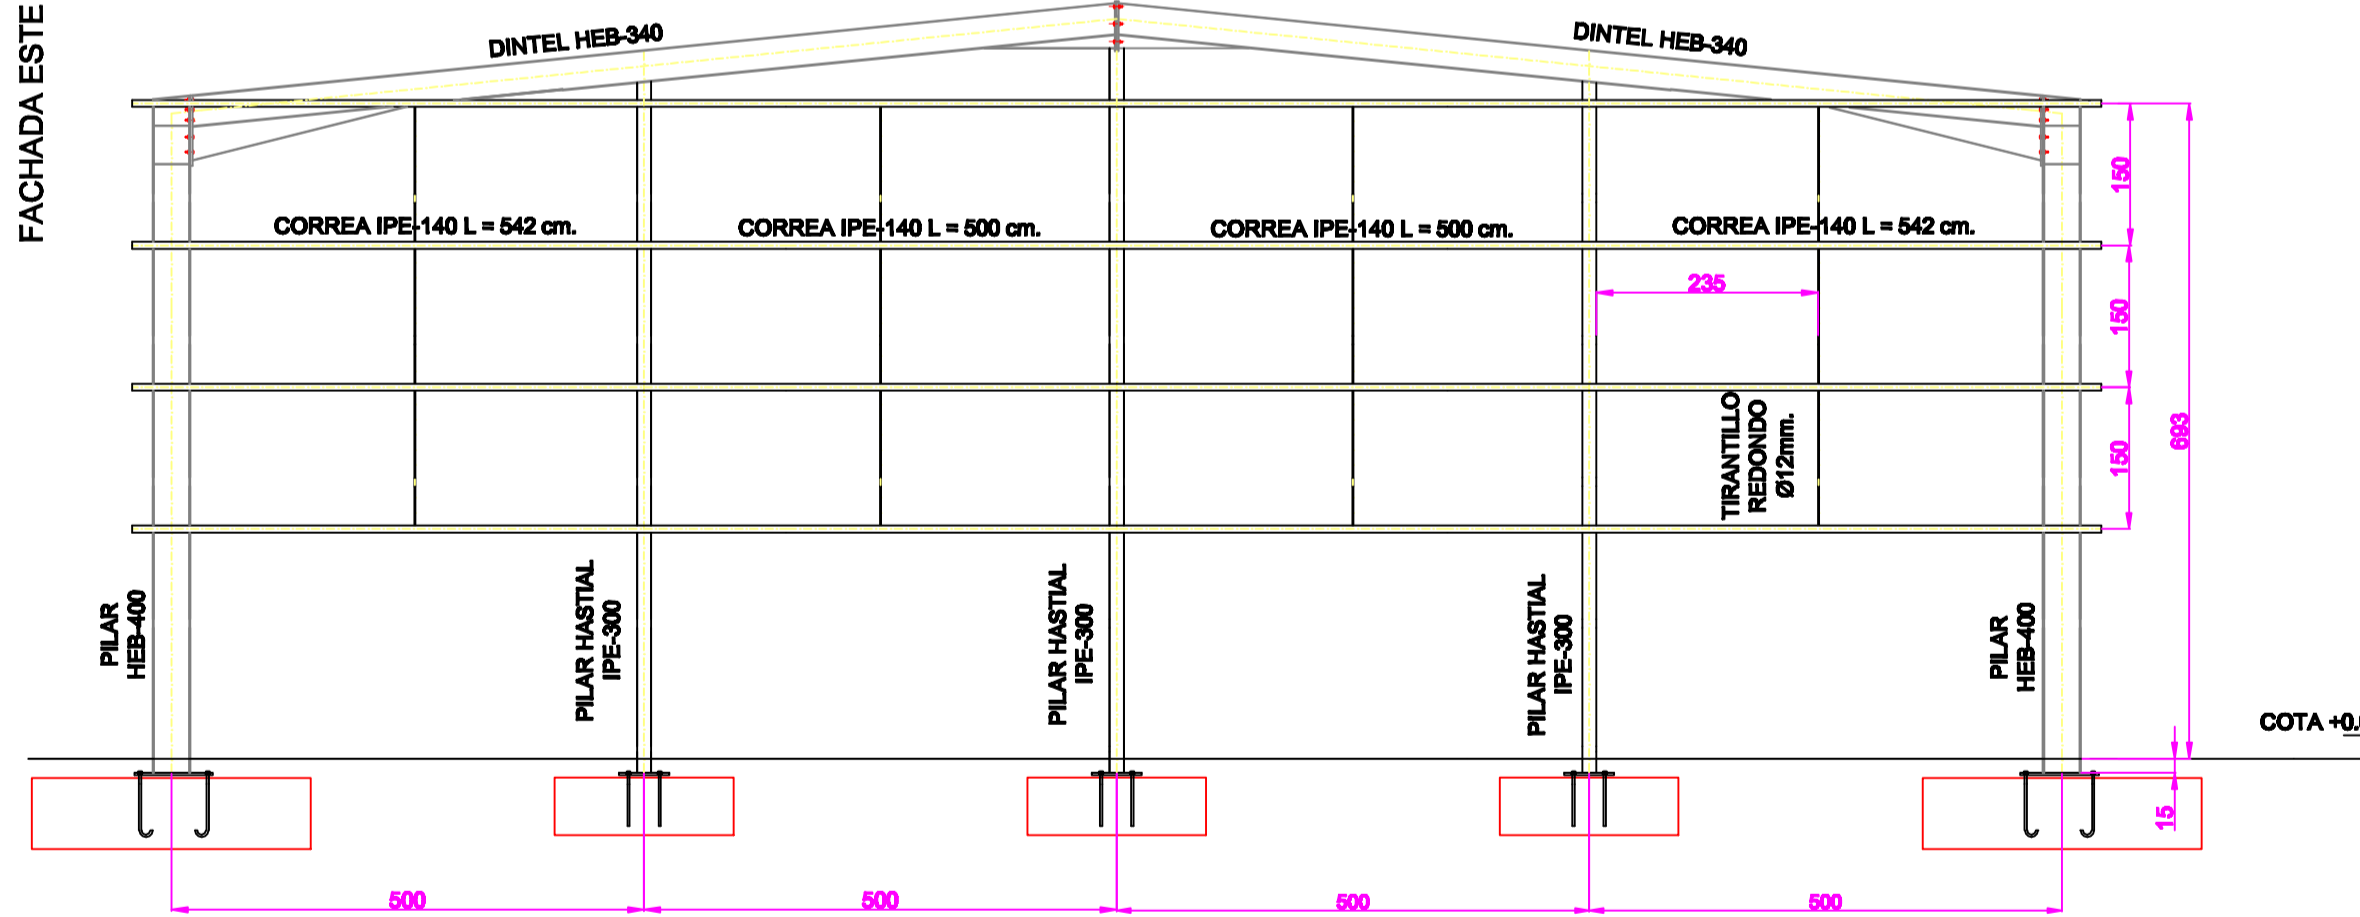 FACHADA ESTE
DINTEL HEB-340
DINTEL HEB-340
CORREA IPE-140 L = 542 cm.
CORREA IPE-140 L = 500 cm.
CORREA IPE-140 L = 500 cm.
CORREA IPE-140 L = 542 cm.
150
235
150
693
150
TIRANTILLO
REDONDO
Ø12mm.
PILAR
HEB-400
PILAR HASTIAL
IPE-300
PILAR HASTIAL
IPE-300
PILAR HASTIAL
IPE-300
PILAR
HEB-400
COTA +0.
15
500
500
500
500